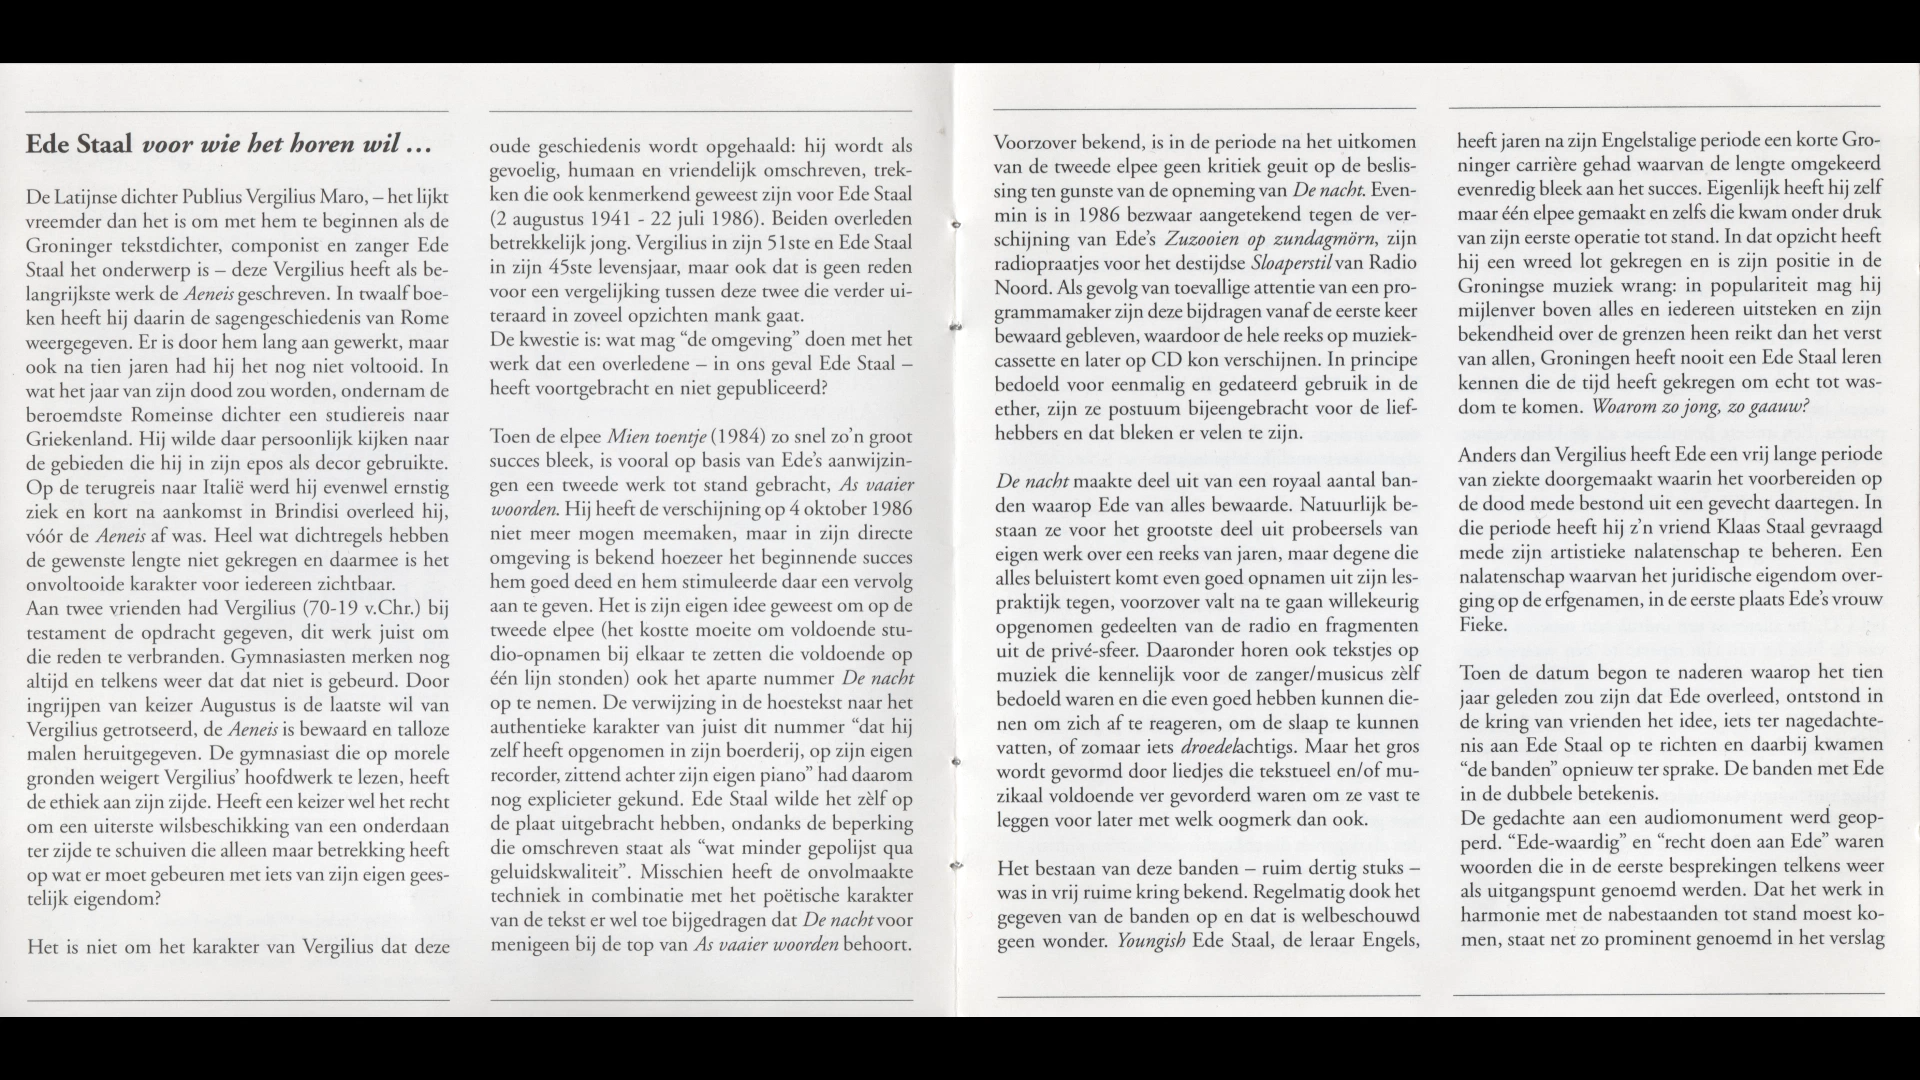 Ede Staal voor wie het horen wil …
De Latijnse dichter Publius Vergilius Maro, – het lijkt
vreemder dan het is om met hem te beginnen als de
Groninger tekstdichter, componist en zanger Ede
Staal het onderwerp is – deze Vergilius heeft als be-
langrijkste werk de Aeneis geschreven. In twaalf boe-
ken heeft hij daarin de sagengeschiedenis van Rome
weergegeven. Er is door hem lang aan gewerkt, maar
ook na tien jaren had hij het nog niet voltooid. In
wat het jaar van zijn dood zou worden, ondernam de
beroemdste Romeinse dichter een studiereis naar
Griekenland. Hij wilde daar persoonlijk kijken naar
de gebieden die hij in zijn epos als decor gebruikte.
Op de terugreis naar Italië werd hij evenwel ernstig
ziek en kort na aankomst in Brindisi overleed hij,
vóór de Aeneis af was. Heel wat dichtregels hebben
de gewenste lengte niet gekregen en daarmee is het
onvoltooide karakter voor iedereen zichtbaar.
Aan twee vrienden had Vergilius (70-19 v.Chr.) bij
testament de opdracht gegeven, dit werk juist om
die reden te verbranden. Gymnasiasten merken nog
altijd en telkens weer dat dat niet is gebeurd. Door
ingrijpen van keizer Augustus is de laatste wil van
Vergilius getrotseerd, de Aeneis is bewaard en talloze
malen heruitgegeven. De gymnasiast die op morele
gronden weigert Vergilius’ hoofdwerk te lezen, heeft
de ethiek aan zijn zijde. Heeft een keizer wel het recht
om een uiterste wilsbeschikking van een onderdaan
ter zijde te schuiven die alleen maar betrekking heeft
op wat er moet gebeuren met iets van zijn eigen gees-
telijk eigendom?
Het is niet om het karakter van Vergilius dat deze
oude geschiedenis wordt opgehaald: hij wordt als
gevoelig, humaan en vriendelijk omschreven, trek-
ken die ook kenmerkend geweest zijn voor Ede Staal
(2 augustus 1941 - 22 juli 1986). Beiden overleden
betrekkelijk jong. Vergilius in zijn 51ste en Ede Staal
in zijn 45ste levensjaar, maar ook dat is geen reden
voor een vergelijking tussen deze twee die verder ui-
teraard in zoveel opzichten mank gaat.
De kwestie is: wat mag “de omgeving” doen met het
werk dat een overledene – in ons geval Ede Staal –
heeft voortgebracht en niet gepubliceerd?
Toen de elpee Mien toentje (1984) zo snel zo’n groot
succes bleek, is vooral op basis van Ede’s aanwijzin-
gen een tweede werk tot stand gebracht, As vaaier
woorden. Hij heeft de verschijning op 4 oktober 1986
niet meer mogen meemaken, maar in zijn directe
omgeving is bekend hoezeer het beginnende succes
hem goed deed en hem stimuleerde daar een vervolg
aan te geven. Het is zijn eigen idee geweest om op de
tweede elpee (het kostte moeite om voldoende stu-
dio-opnamen bij elkaar te zetten die voldoende op
één lijn stonden) ook het aparte nummer De nacht
op te nemen. De verwijzing in de hoestekst naar het
authentieke karakter van juist dit nummer “dat hij
zelf heeft opgenomen in zijn boerderij, op zijn eigen
recorder, zittend achter zijn eigen piano” had daarom
nog explicieter gekund. Ede Staal wilde het zèlf op
de plaat uitgebracht hebben, ondanks de beperking
die omschreven staat als “wat minder gepolijst qua
geluidskwaliteit”. Misschien heeft de onvolmaakte
techniek in combinatie met het poëtische karakter
van de tekst er wel toe bijgedragen dat De nacht voor
menigeen bij de top van As vaaier woorden behoort.
Voorzover bekend, is in de periode na het uitkomen
van de tweede elpee geen kritiek geuit op de beslis-
sing ten gunste van de opneming van De nacht. Even-
min is in 1986 bezwaar aangetekend tegen de ver-
schijning van Ede’s Zuzooien op zundagmörn, zijn
radiopraatjes voor het destijdse Sloaperstil van Radio
Noord. Als gevolg van toevallige attentie van een pro-
grammamaker zijn deze bijdragen vanaf de eerste keer
bewaard gebleven, waardoor de hele reeks op muziek-
cassette en later op CD kon verschijnen. In principe
bedoeld voor eenmalig en gedateerd gebruik in de
ether, zijn ze postuum bijeengebracht voor de lief-
hebbers en dat bleken er velen te zijn.
De nacht maakte deel uit van een royaal aantal ban-
den waarop Ede van alles bewaarde. Natuurlijk be-
staan ze voor het grootste deel uit probeersels van
eigen werk over een reeks van jaren, maar degene die
alles beluistert komt even goed opnamen uit zijn les-
praktijk tegen, voorzover valt na te gaan willekeurig
opgenomen gedeelten van de radio en fragmenten
uit de privé-sfeer. Daaronder horen ook tekstjes op
muziek die kennelijk voor de zanger/musicus zèlf
bedoeld waren en die even goed hebben kunnen die-
nen om zich af te reageren, om de slaap te kunnen
vatten, of zomaar iets droedelachtigs. Maar het gros
wordt gevormd door liedjes die tekstueel en/of mu-
zikaal voldoende ver gevorderd waren om ze vast te
leggen voor later met welk oogmerk dan ook.
Het bestaan van deze banden – ruim dertig stuks –
was in vrij ruime kring bekend. Regelmatig dook het
gegeven van de banden op en dat is welbeschouwd
geen wonder. Youngish Ede Staal, de leraar Engels,
heeft jaren na zijn Engelstalige periode een korte Gro-
ninger carrière gehad waarvan de lengte omgekeerd
evenredig bleek aan het succes. Eigenlijk heeft hij zelf
maar één elpee gemaakt en zelfs die kwam onder druk
van zijn eerste operatie tot stand. In dat opzicht heeft
hij een wreed lot gekregen en is zijn positie in de
Groningse muziek wrang: in populariteit mag hij
mijlenver boven alles en iedereen uitsteken en zijn
bekendheid over de grenzen heen reikt dan het verst
van allen, Groningen heeft nooit een Ede Staal leren
kennen die de tijd heeft gekregen om echt tot was-
dom te komen. Woarom zo jong, zo gaauw?
Anders dan Vergilius heeft Ede een vrij lange periode
van ziekte doorgemaakt waarin het voorbereiden op
de dood mede bestond uit een gevecht daartegen. In
die periode heeft hij z’n vriend Klaas Staal gevraagd
mede zijn artistieke nalatenschap te beheren. Een
nalatenschap waarvan het juridische eigendom over-
ging op de erfgenamen, in de eerste plaats Ede’s vrouw
Fieke.
Toen de datum begon te naderen waarop het tien
jaar geleden zou zijn dat Ede overleed, ontstond in
de kring van vrienden het idee, iets ter nagedachte-
nis aan Ede Staal op te richten en daarbij kwamen
“de banden” opnieuw ter sprake. De banden met Ede
in de dubbele betekenis.
De gedachte aan een audiomonument werd geop-
perd. “Ede-waardig” en “recht doen aan Ede” waren
woorden die in de eerste besprekingen telkens weer
als uitgangspunt genoemd werden. Dat het werk in
harmonie met de nabestaanden tot stand moest ko-
men, staat net zo prominent genoemd in het verslag